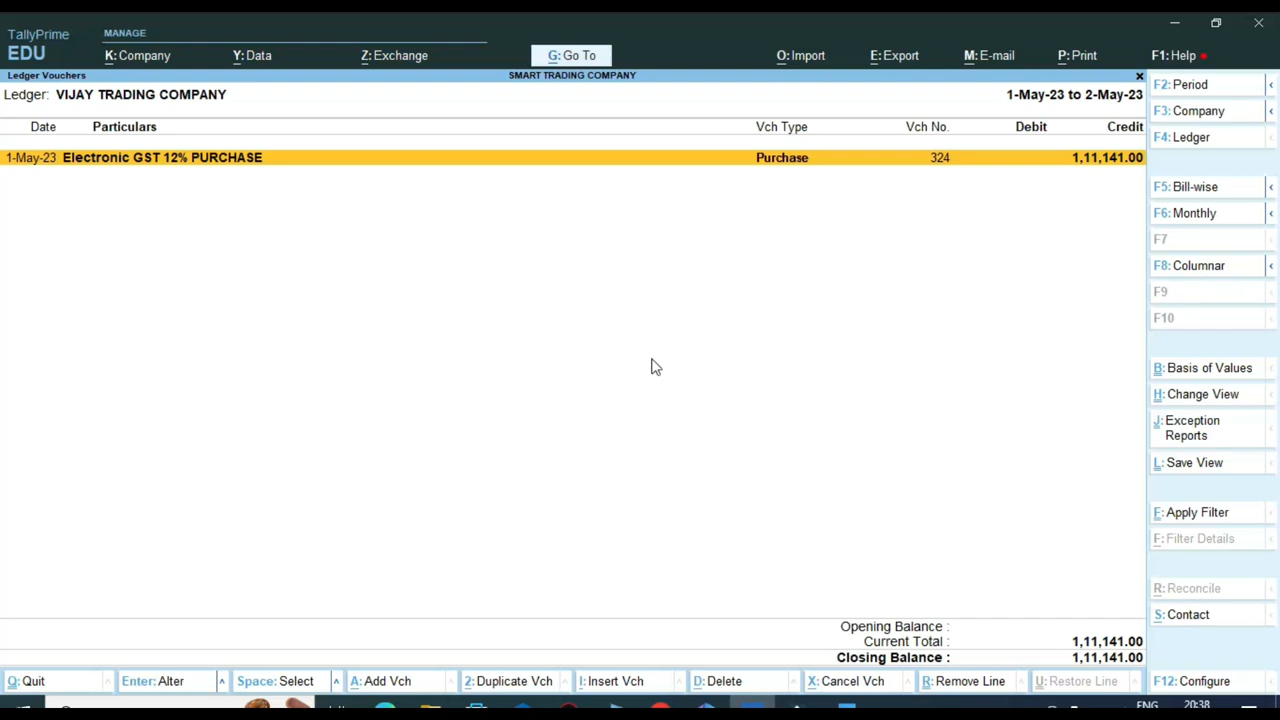 TallyPrime
EDU
MANAGE
K: Company
Y: Data
Z: Exchange
G: Go To
O: Import
E: Export
M: E-mail
P: Print
F1: Help
Ledger Vouchers
SMART TRADING COMPANY
Ledger: VIJAY TRADING COMPANY
1-May-23 to 2-May-23
Date Particulars Vch Type Vch No. Debit Credit
1-May-23 Electronic GST 12% PURCHASE Purchase 324 1,11,141.00
Opening Balance :
Current Total : 1,11,141.00
Closing Balance : 1,11,141.00
F2: Period
F3: Company
F4: Ledger
F5: Bill-wise
F6: Monthly
F7
F8: Columnar
F9
F10
B: Basis of Values
H: Change View
J: Exception
Reports
L: Save View
F: Apply Filter
F: Filter Details
R: Reconcile
S: Contact
Q: Quit
Enter: Alter
Space: Select
A: Add Vch
2: Duplicate Vch
I: Insert Vch
D: Delete
X: Cancel Vch
R: Remove Line
U: Restore Line
F12: Configure
ENG
20:38